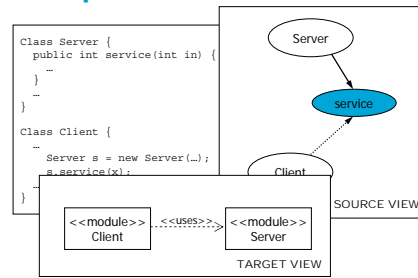 Class Server {
public int service(int in) {
…
}
…
}
Class Client {
…
Server s = new Server(…);
s.service(x);
…
}
Server
service
Client
SOURCE VIEW
<<module>>
Client
<<uses>>
<<module>>
Server
TARGET VIEW